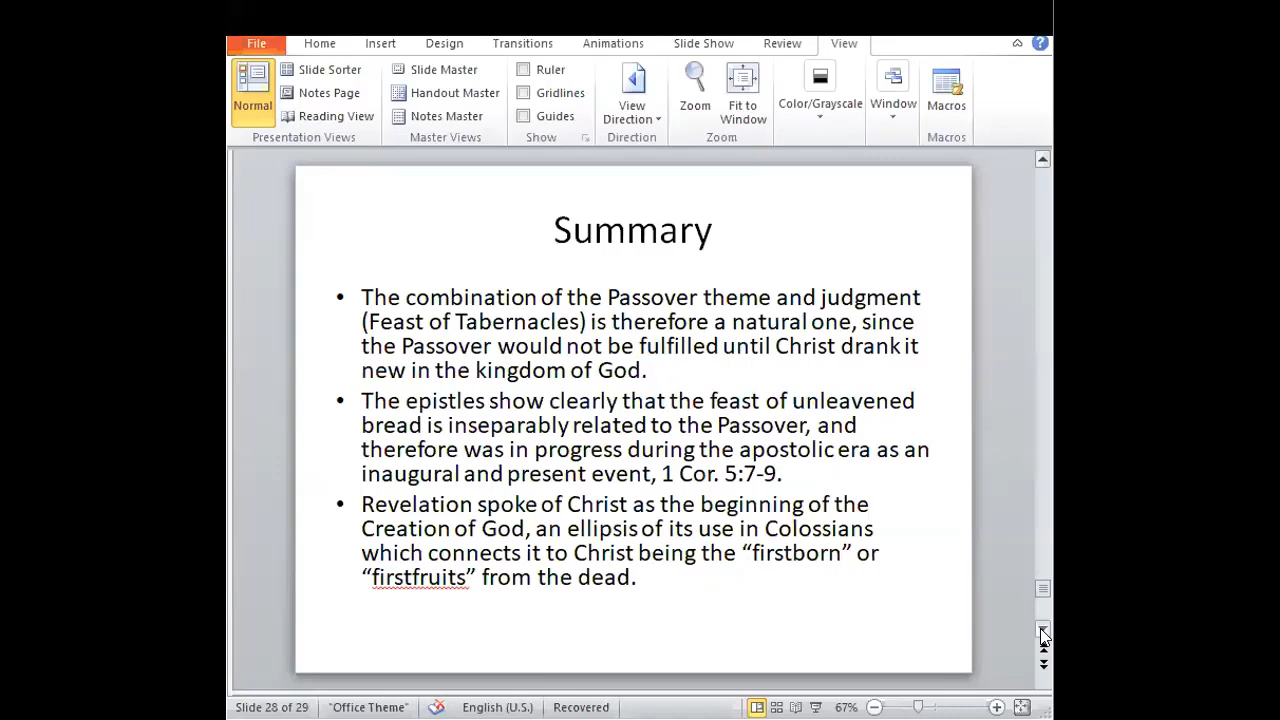 File Home Insert Design Transitions Animations Slide Show Review View
Normal
Slide Sorter
Notes Page
Reading View
Presentation Views
Slide Master
Handout Master
Notes Master
Master Views
Ruler
Gridlines
Guides
Show
View
Direction
Direction
Zoom
Fit to
Window
Zoom
Color/Grayscale
Window
Macros
Macros
Summary
• The combination of the Passover theme and judgment
(Feast of Tabernacles) is therefore a natural one, since
the Passover would not be fulfilled until Christ drank it
new in the kingdom of God.
• The epistles show clearly that the feast of unleavened
bread is inseparably related to the Passover, and
therefore was in progress during the apostolic era as an
inaugural and present event, 1 Cor. 5:7-9.
• Revelation spoke of Christ as the beginning of the
Creation of God, an ellipsis of its use in Colossians
which connects it to Christ being the “firstborn” or
“firstfruits” from the dead.
Slide 28 of 29 "Office Theme" English (U.S.) Recovered 67%